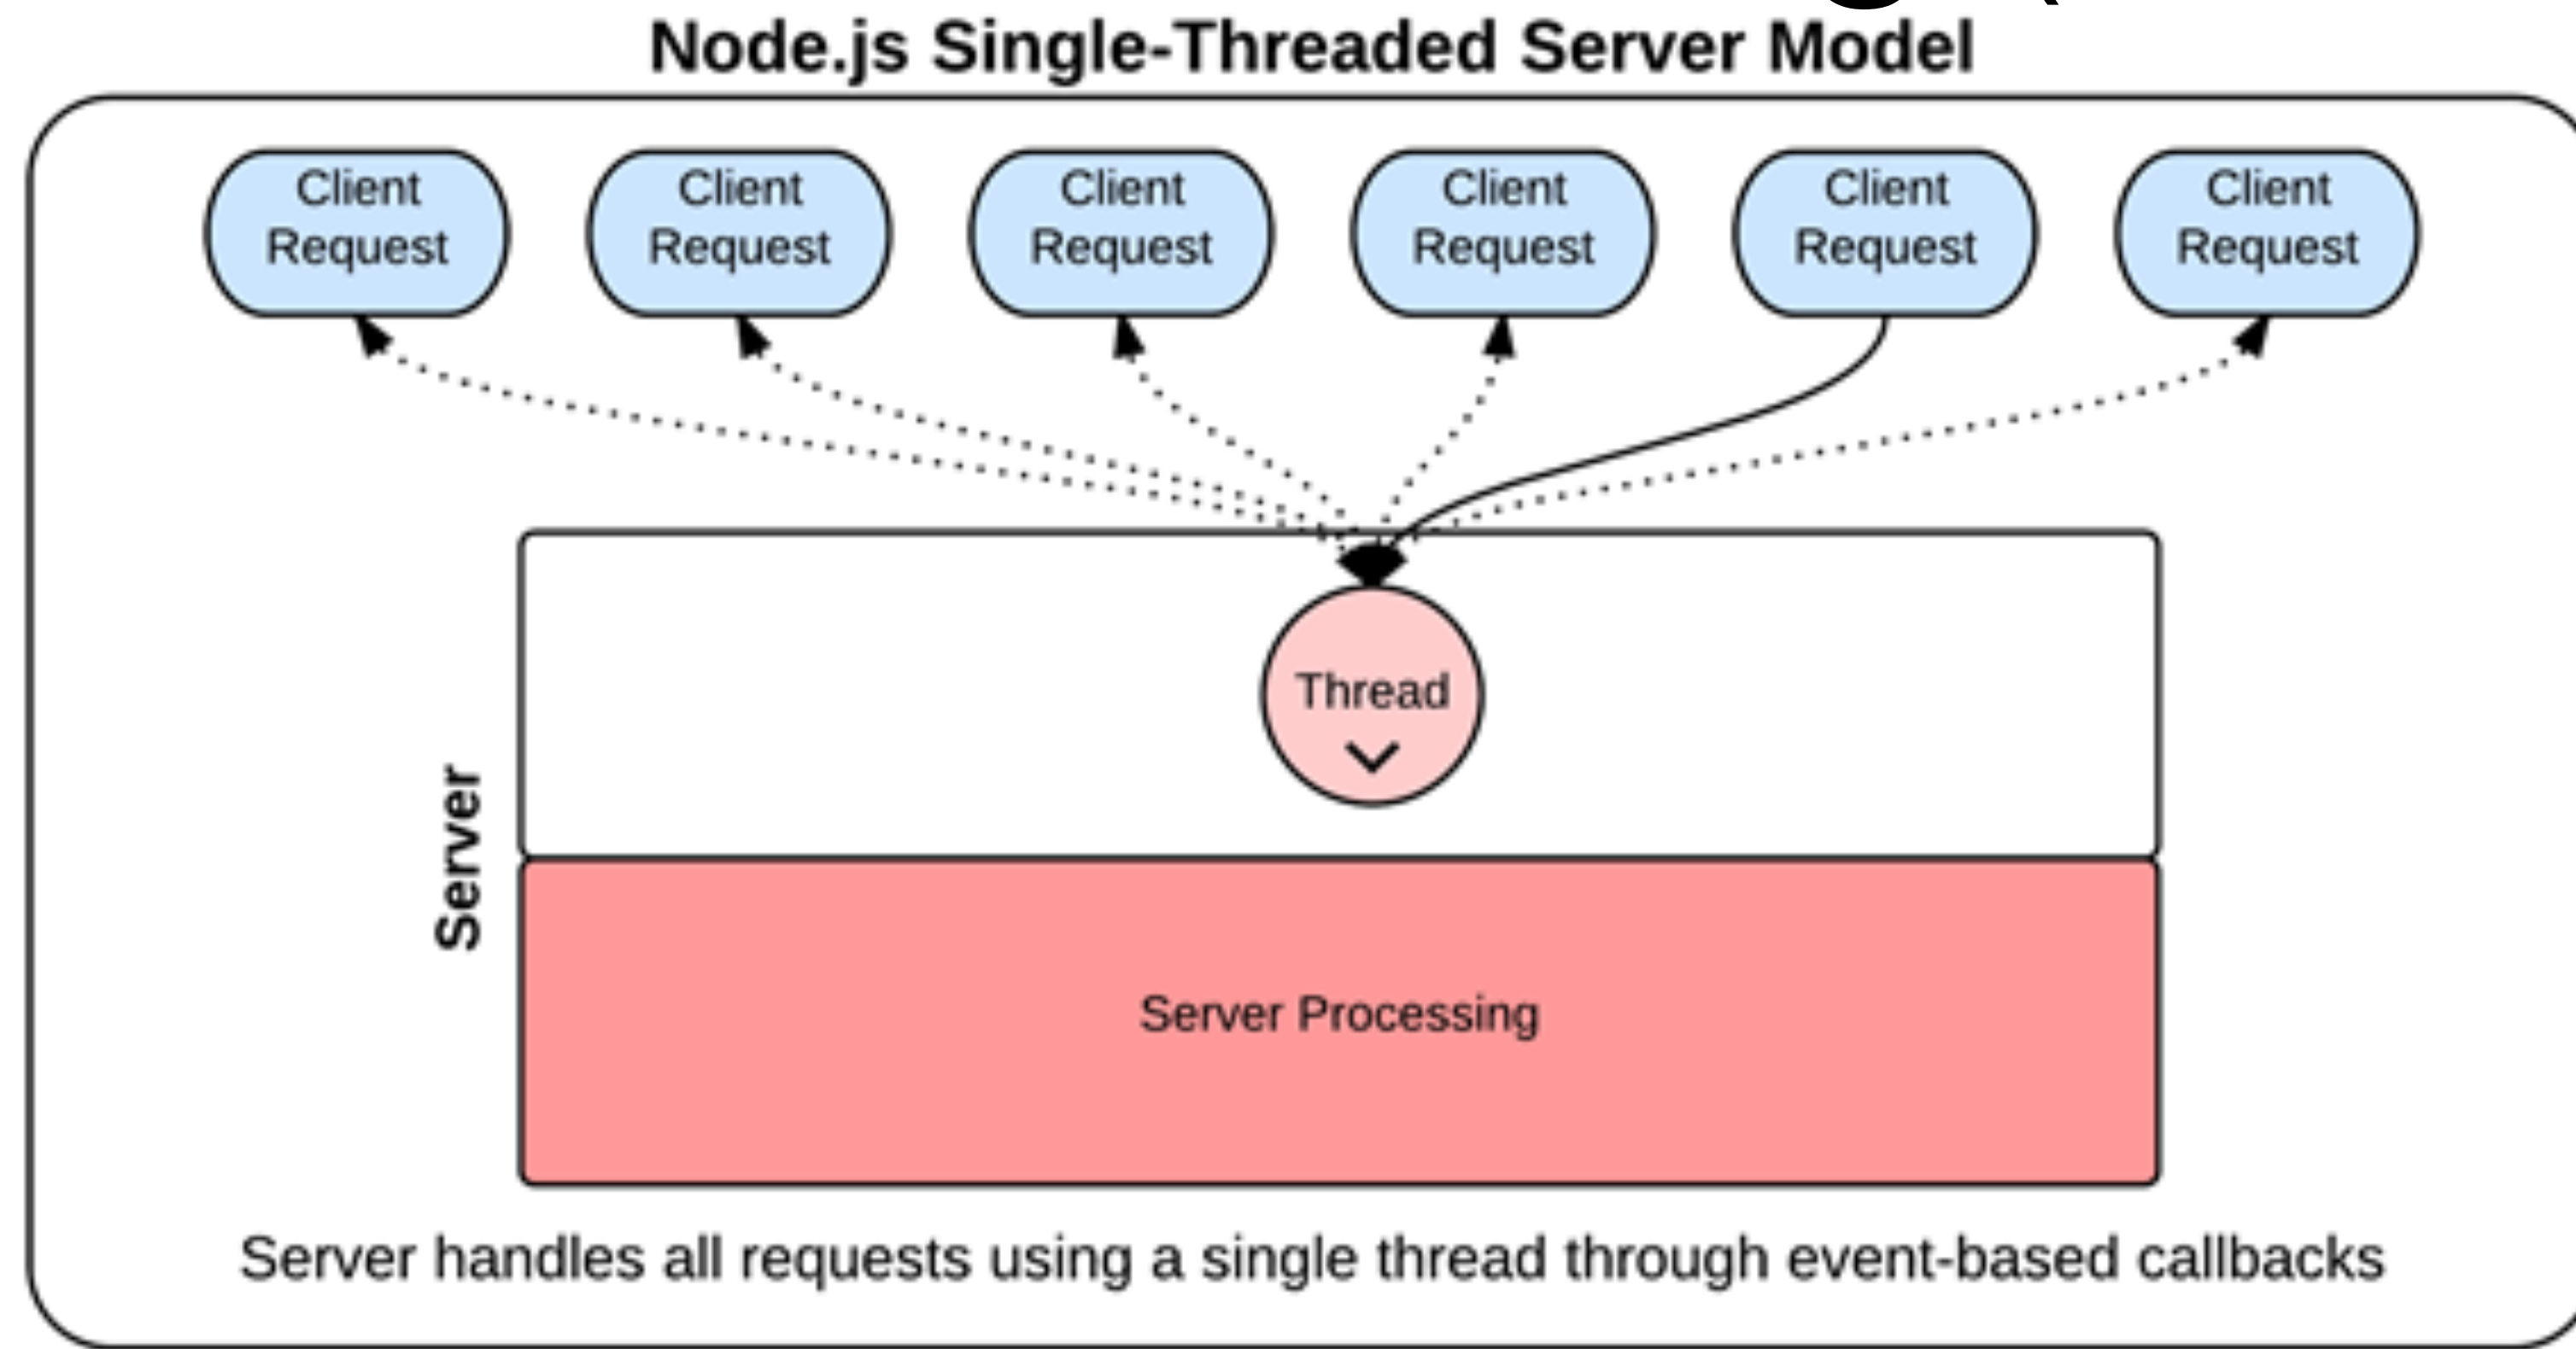 Node.js Single-Threaded Server Model
Client
Request
Client
Request
Client
Request
Client
Request
Client
Request
Client
Request
Thread
Server
Server Processing
Server handles all requests using a single thread through event-based callbacks